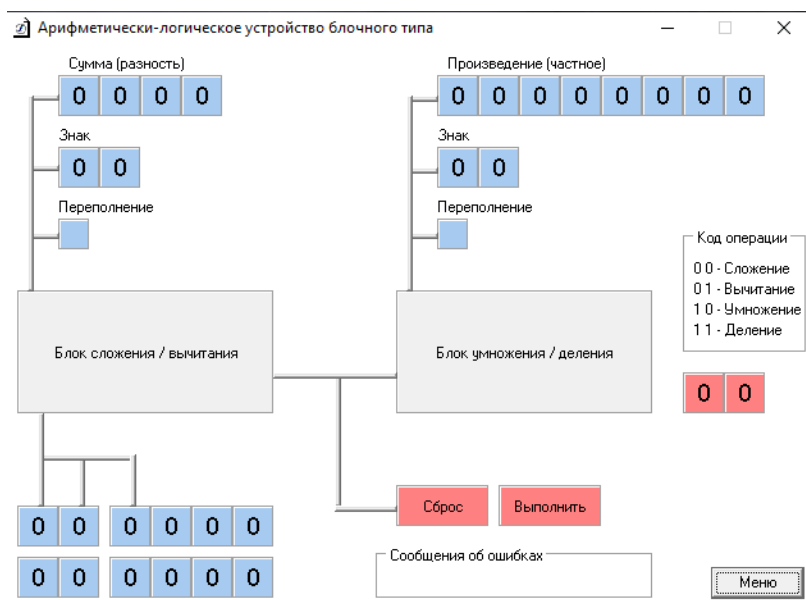 Арифметически-логическое устройство блочного типа
Сумма (разность)
0 0 0 0
Знак
0 0
Переполнение
Произведение (частное)
0 0 0 0 0 0 0 0
Знак
0 0
Переполнение
Код операции
0 0 - Сложение
0 1 - Вычитание
1 0 - Умножение
1 1 - Деление
0 0
Блок сложения / вычитания
Блок умножения / деления
0 0 0 0 0 0
0 0 0 0 0 0
Сброс
Выполнить
Сообщения об ошибках
Меню